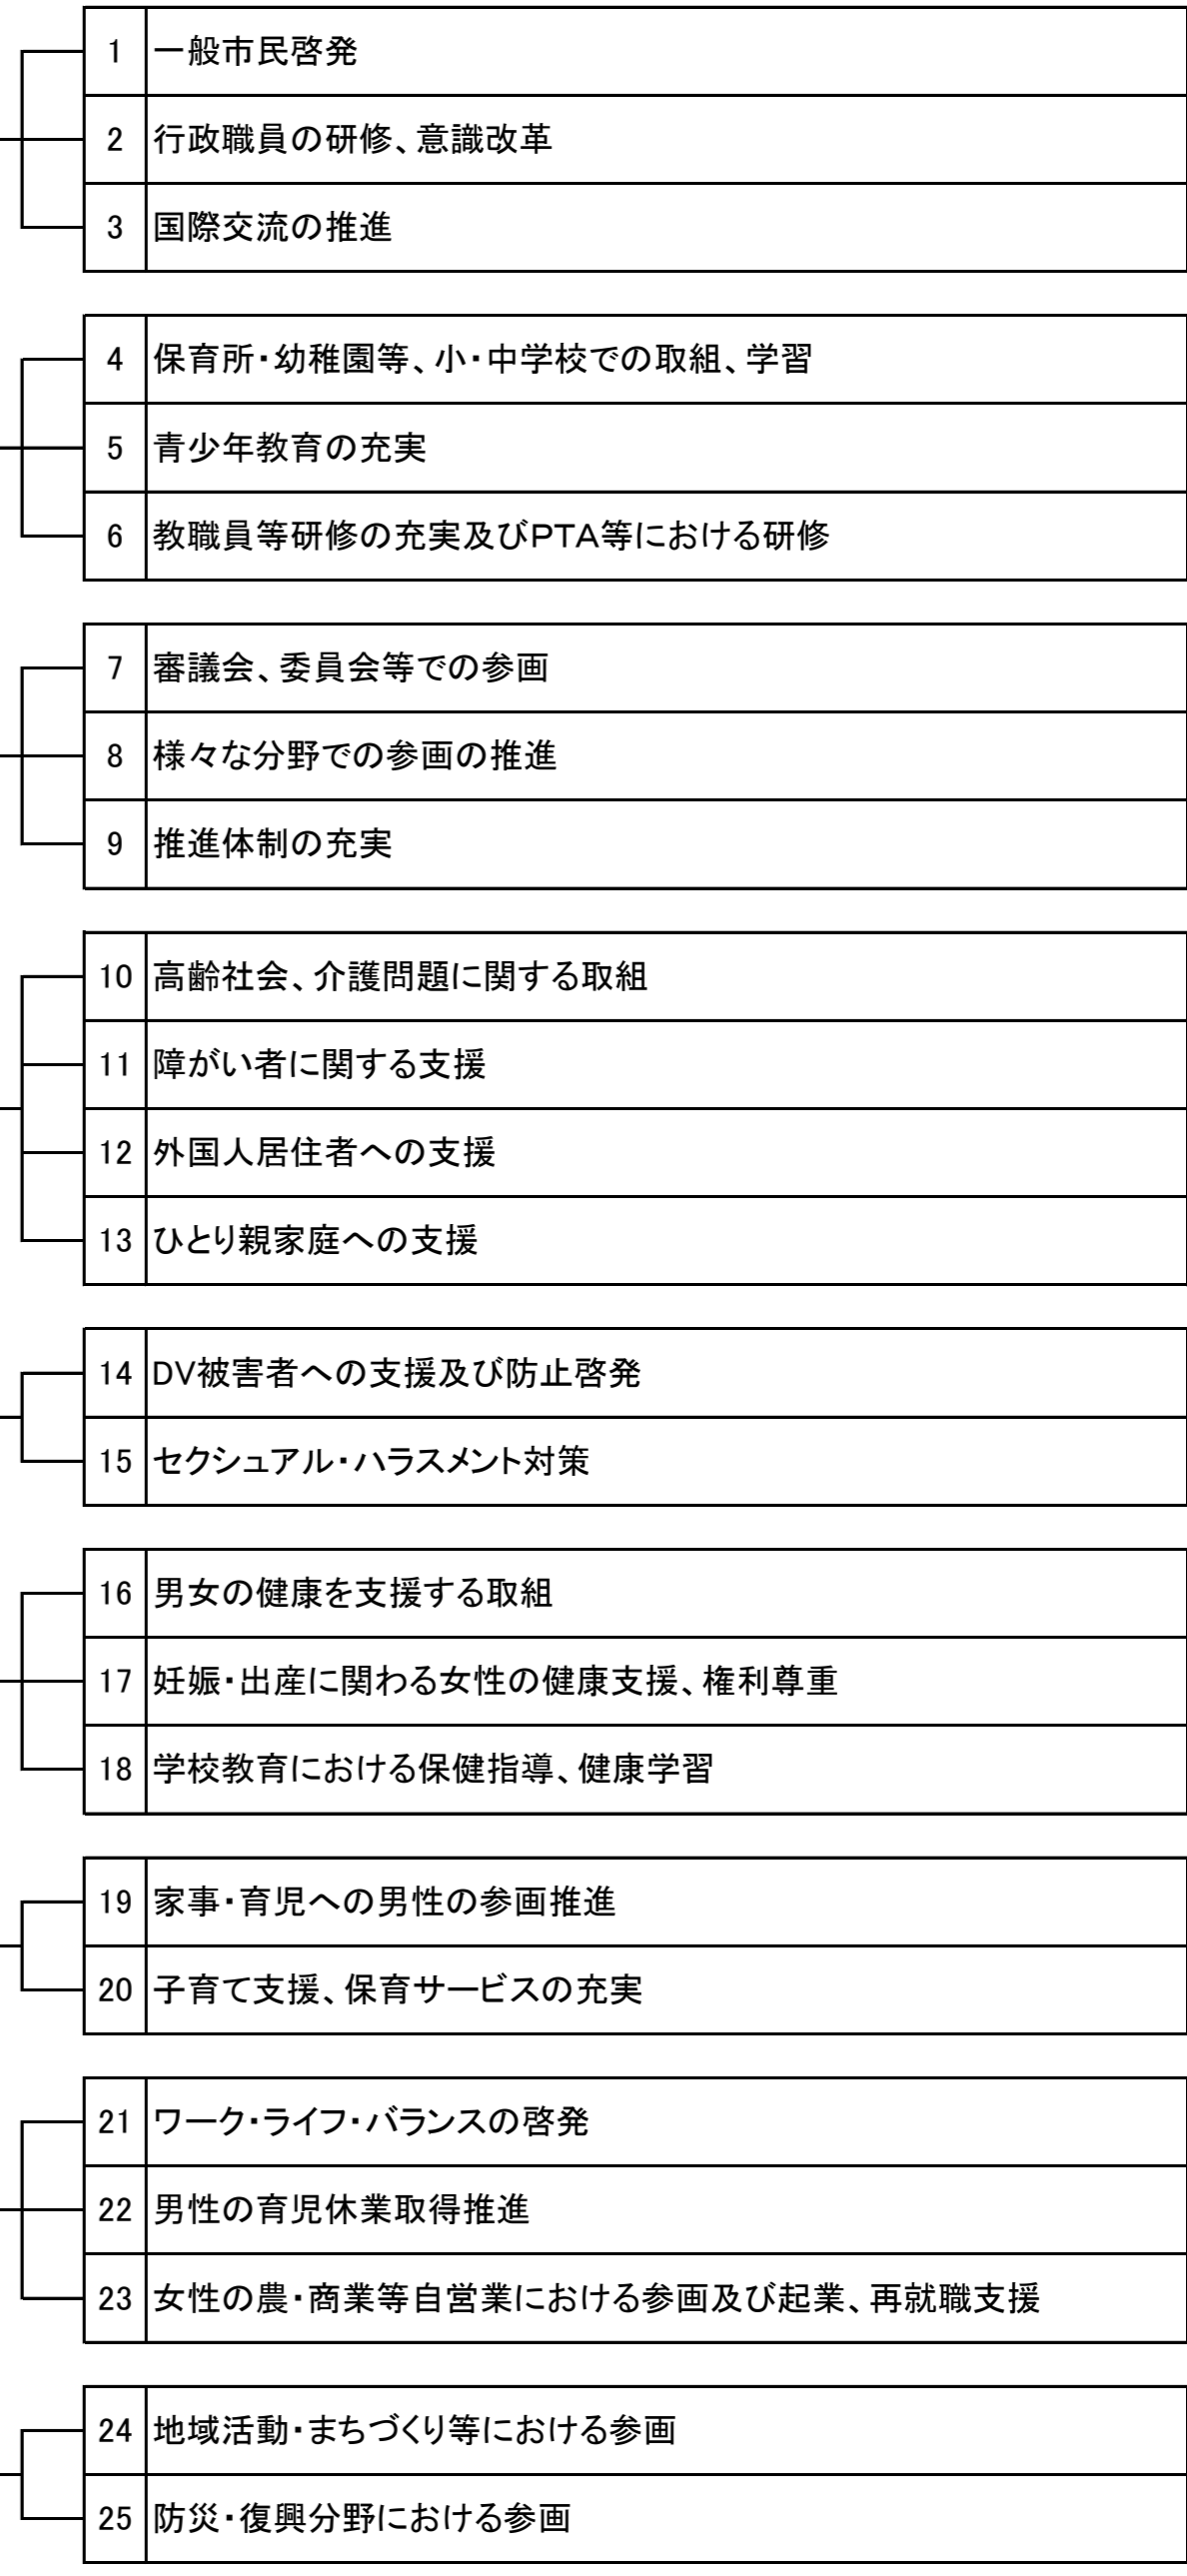 1 一般市民啓発
2 行政職員の研修、意識改革
3 国際交流の推進
4 保育所・幼稚園等、小・中学校での取組、学習
5 青少年教育の充実
6 教職員等研修の充実及びPTA等における研修
7 審議会、委員会等での参画
8 様々な分野での参画の推進
9 推進体制の充実
10 高齢社会、介護問題に関する取組
11 障がい者に関する支援
12 外国人居住者への支援
13 ひとり親家庭への支援
14 DV被害者への支援及び防止啓発
15 セクシュアル・ハラスメント対策
16 男女の健康を支援する取組
17 妊娠・出産に関わる女性の健康支援、権利尊重
18 学校教育における保健指導、健康学習
19 家事・育児への男性の参画推進
20 子育て支援、保育サービスの充実
21 ワーク・ライフ・バランスの啓発
22 男性の育児休業取得推進
23 女性の農・商業等自営業における参画及び起業、再就職支援
24 地域活動・まちづくり等における参画
25 防災・復興分野における参画